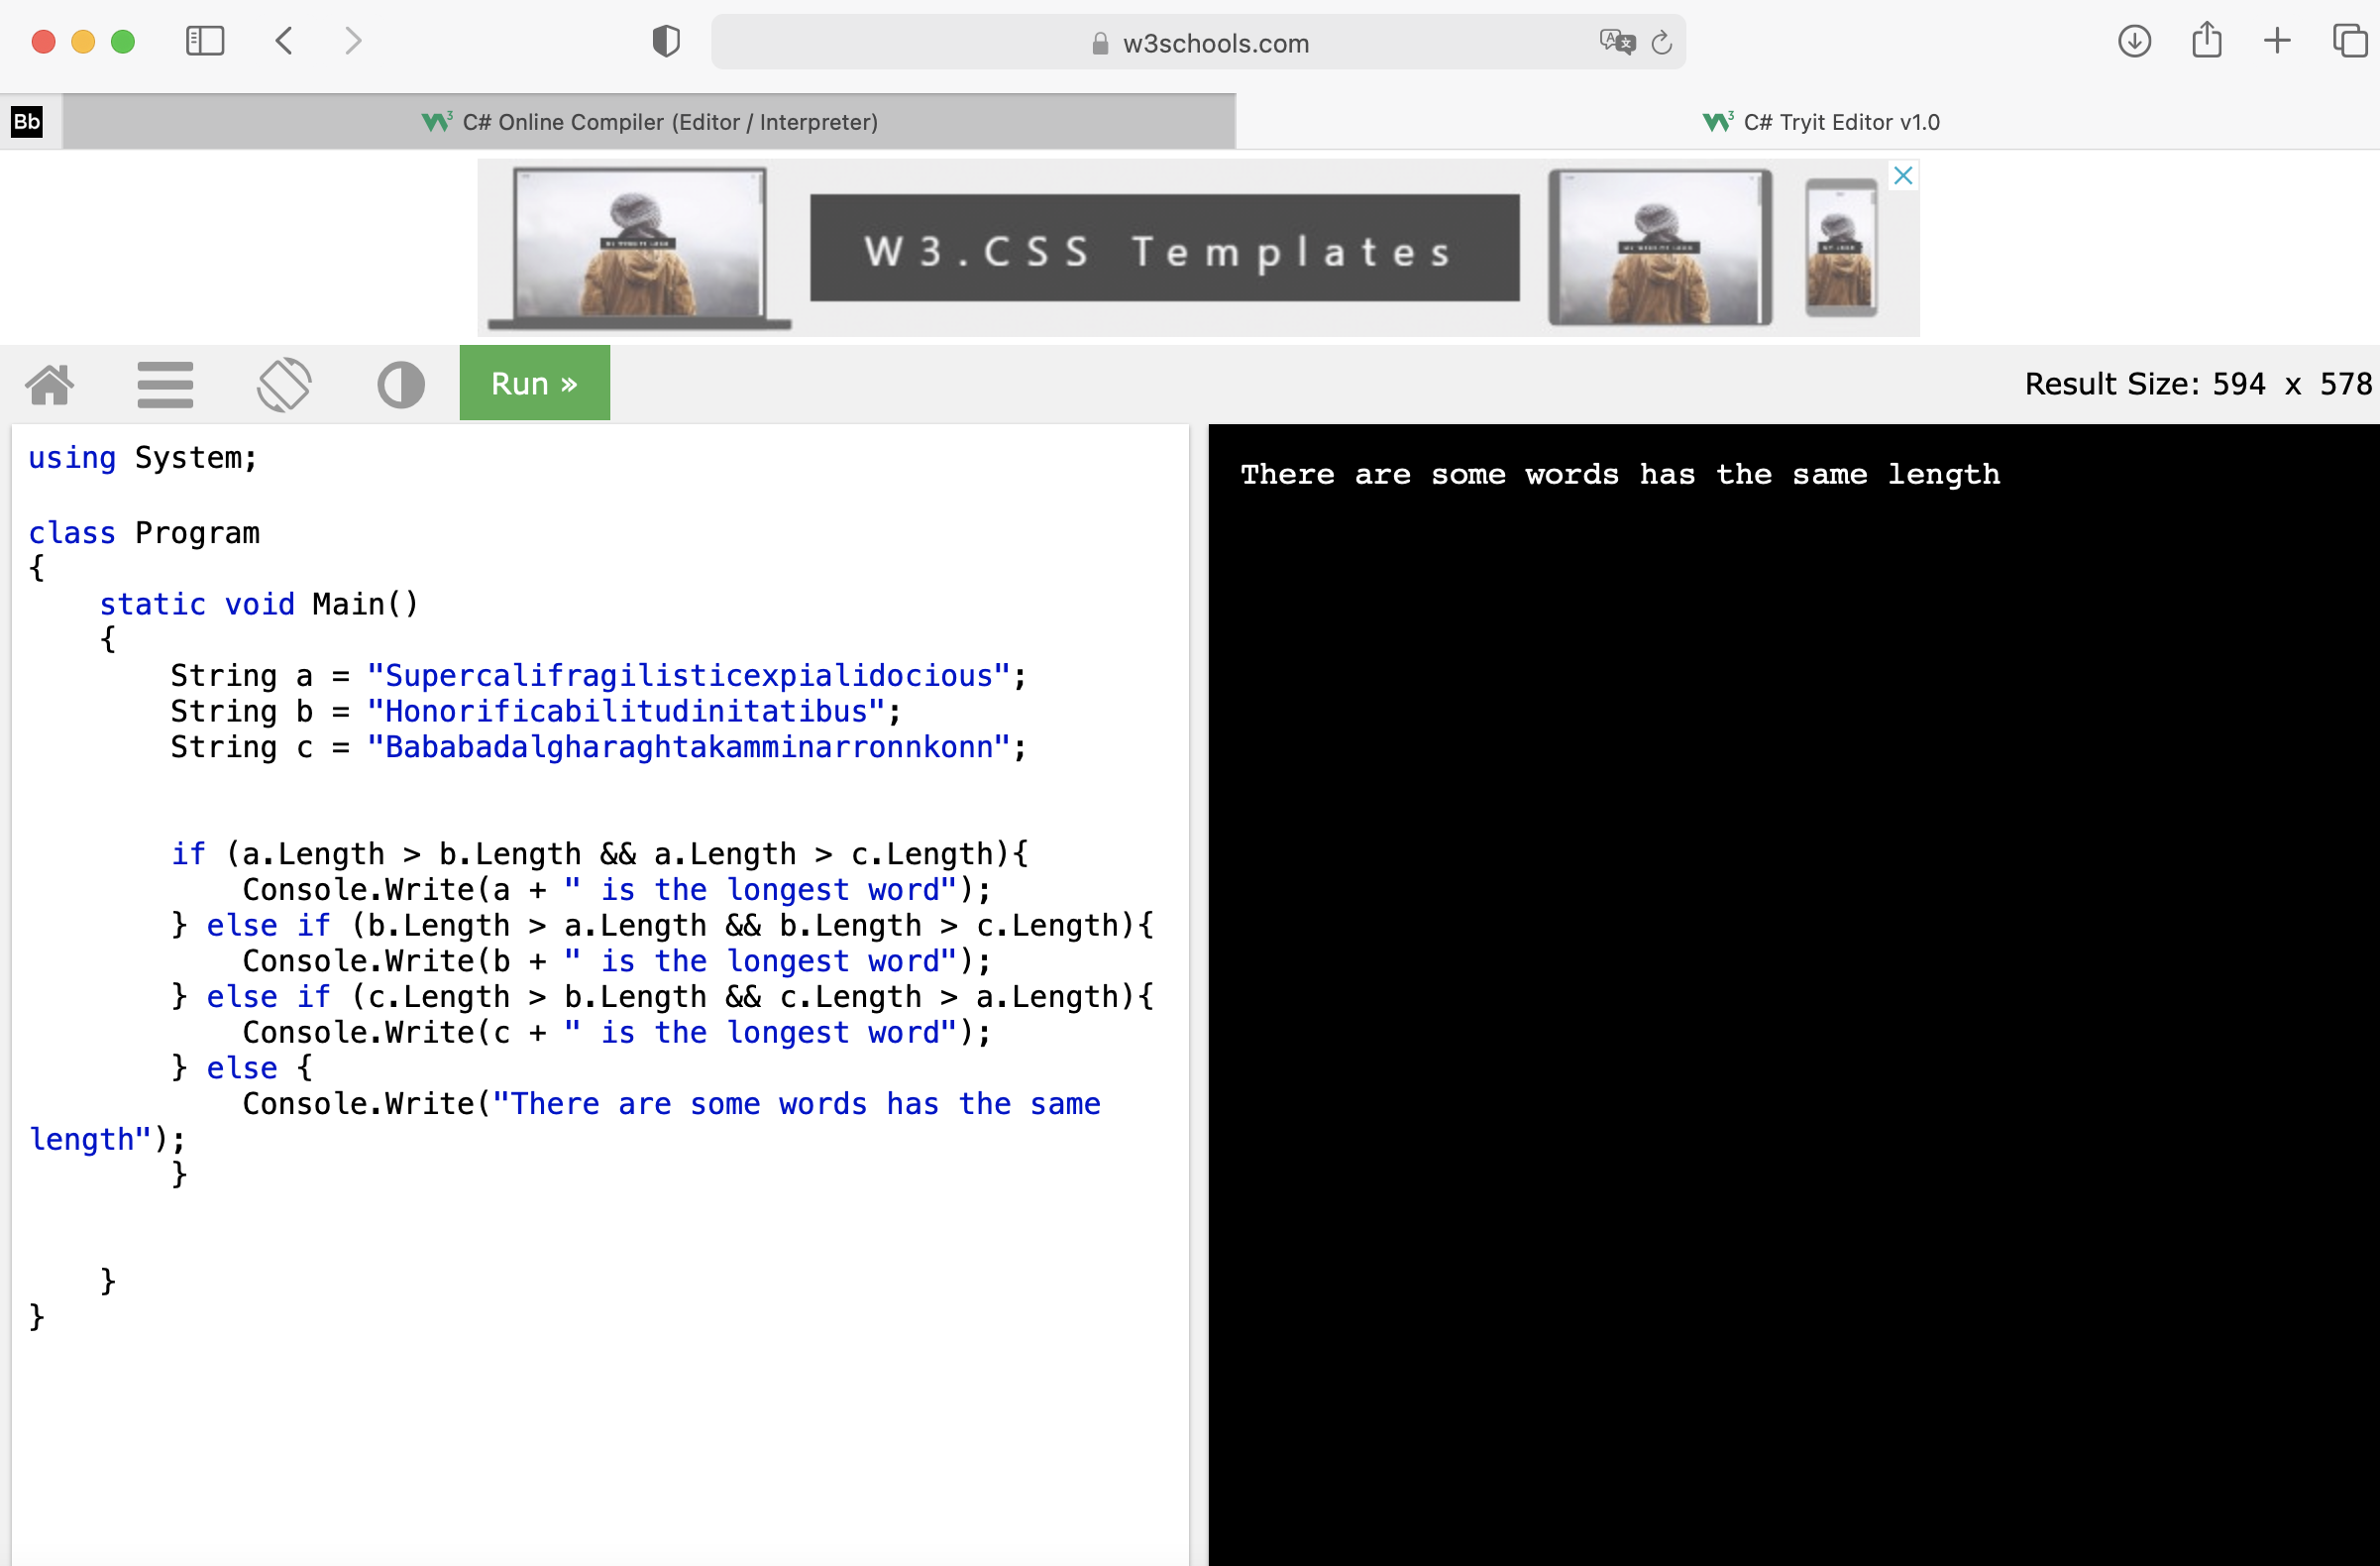 w3schools.com
Bb
C# Online Compiler (Editor / Interpreter)
C# Tryit Editor v1.0
W3.CSS Templates
Run »
Result Size: 594 x 578
using System;
class Program
{
static void Main()
{
String a = "Supercalifragilisticexpialidocious";
String b = "Honorificabilitudinitatibus";
String c = "Bababadalgharaghtakamminarronnkonn";
if (a.Length > b.Length && a.Length > c.Length){
Console.Write(a + " is the longest word");
} else if (b.Length > a.Length && b.Length > c.Length){
Console.Write(b + " is the longest word");
} else if (c.Length > b.Length && c.Length > a.Length){
Console.Write(c + " is the longest word");
} else {
Console.Write("There are some words has the same
length");
}
}
}
There are some words has the same length